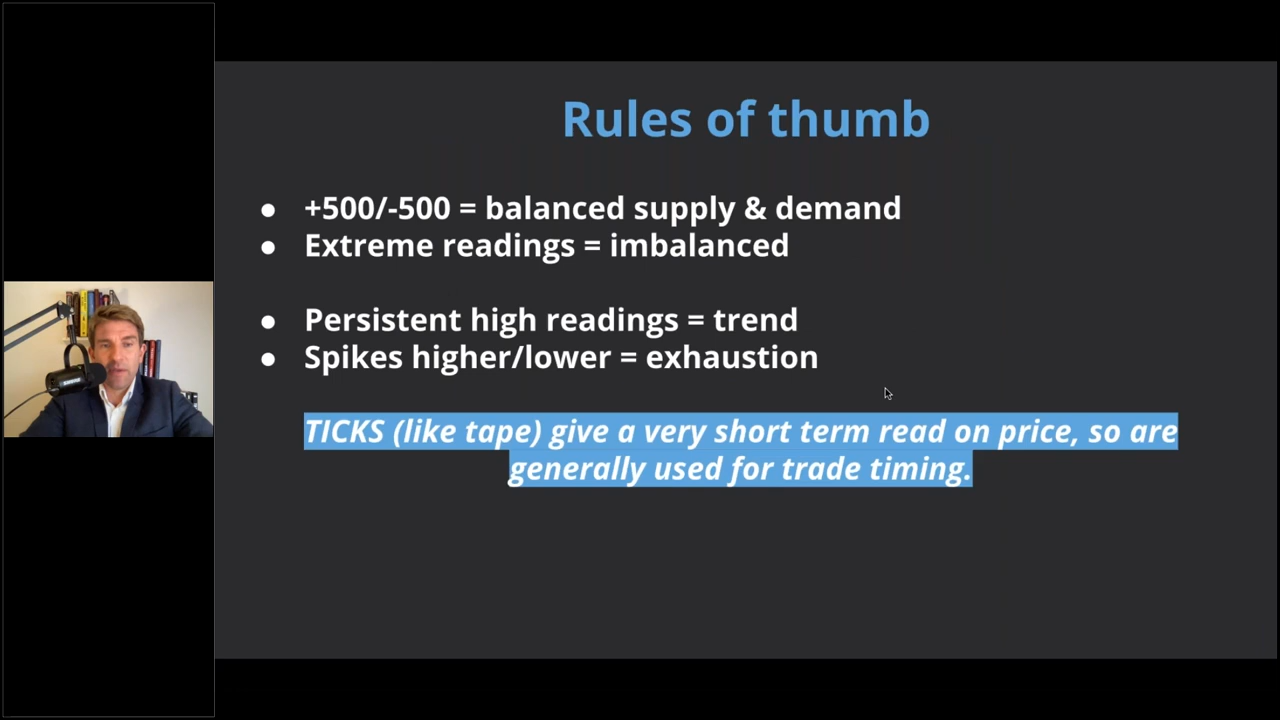 Rules of thumb
● +500/-500 = balanced supply & demand
● Extreme readings = imbalanced
● Persistent high readings = trend
● Spikes higher/lower = exhaustion
TICKS (like tape) give a very short term read on price, so are
generally used for trade timing.